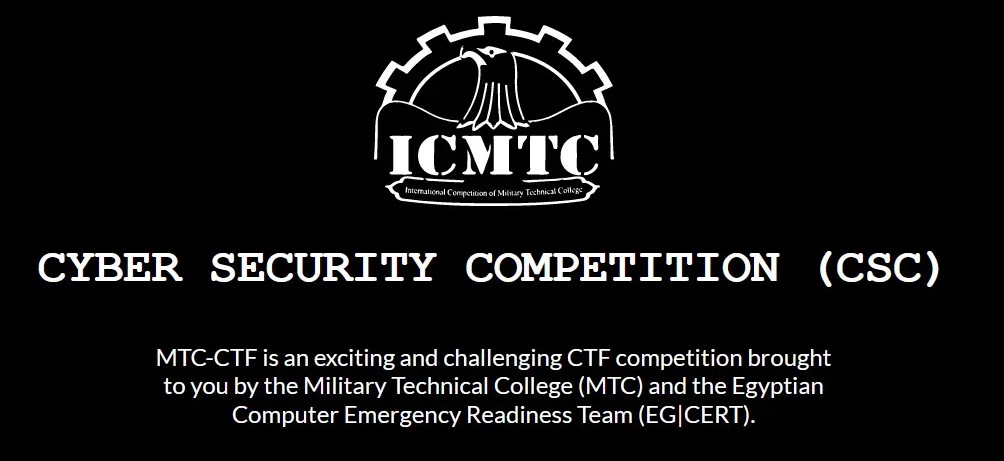 ICMTC
International Competition of Military Technical College
CYBER SECURITY COMPETITION (CSC)
MTC-CTF is an exciting and challenging CTF competition brought
to you by the Military Technical College (MTC) and the Egyptian
Computer Emergency Readiness Team (EG|CERT).